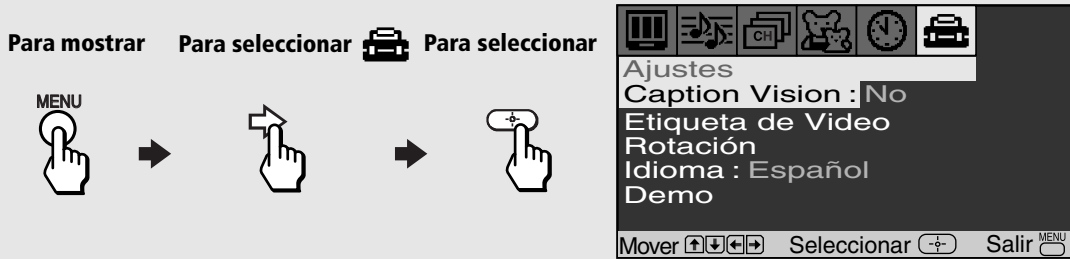 Para mostrar
Para seleccionar
Para seleccionar
MENU
CH
Ajustes
Caption Vision : No
Etiqueta de Video
Rotación
Idioma : Español
Demo
Mover Seleccionar Salir MENU